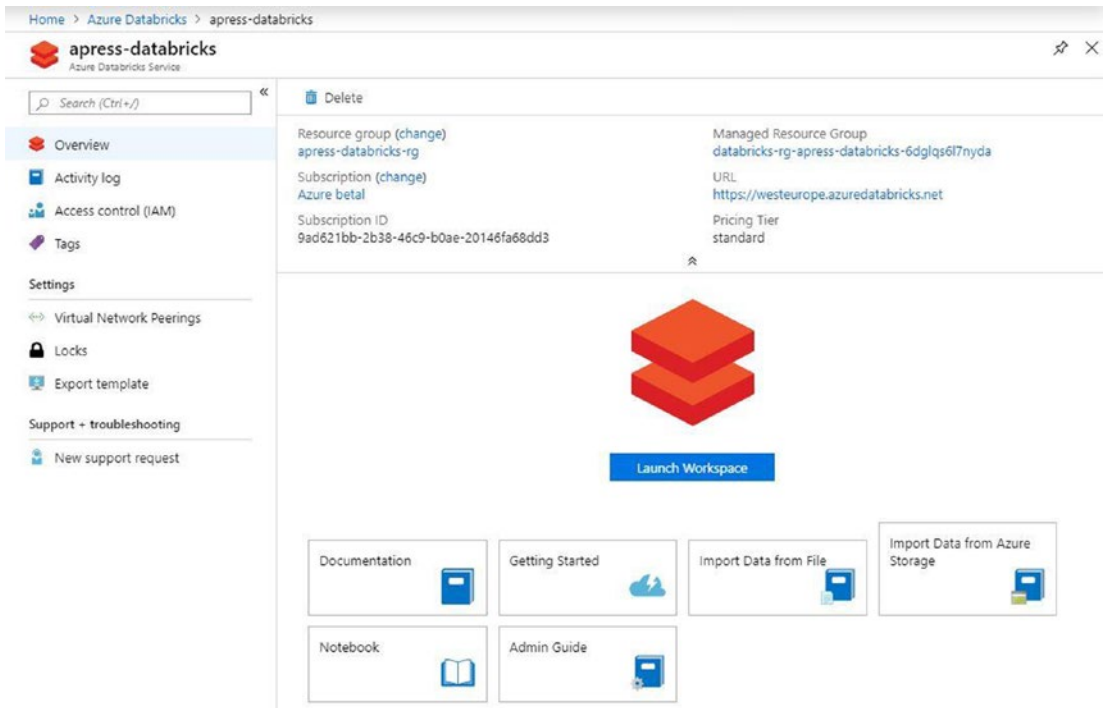 Home > Azure Databricks > apress-databricks
apress-databricks
Azure Databricks Service
Search (Ctrl+/)
«
Overview
Activity log
Access control (IAM)
Tags
Settings
Virtual Network Peerings
Locks
Export template
Support + troubleshooting
New support request
Delete
Resource group (change)
apress-databricks-rg
Subscription (change)
Azure betal
Subscription ID
9ad621bb-2b38-46c9-b0ae-20146fa68dd3
Managed Resource Group
databricks-rg-apress-databricks-6dglqs6l7nyda
URL
https://westeurope.azuredatabricks.net
Pricing Tier
standard
Launch Workspace
Documentation
Getting Started
Import Data from File
Import Data from Azure
Storage
Notebook
Admin Guide